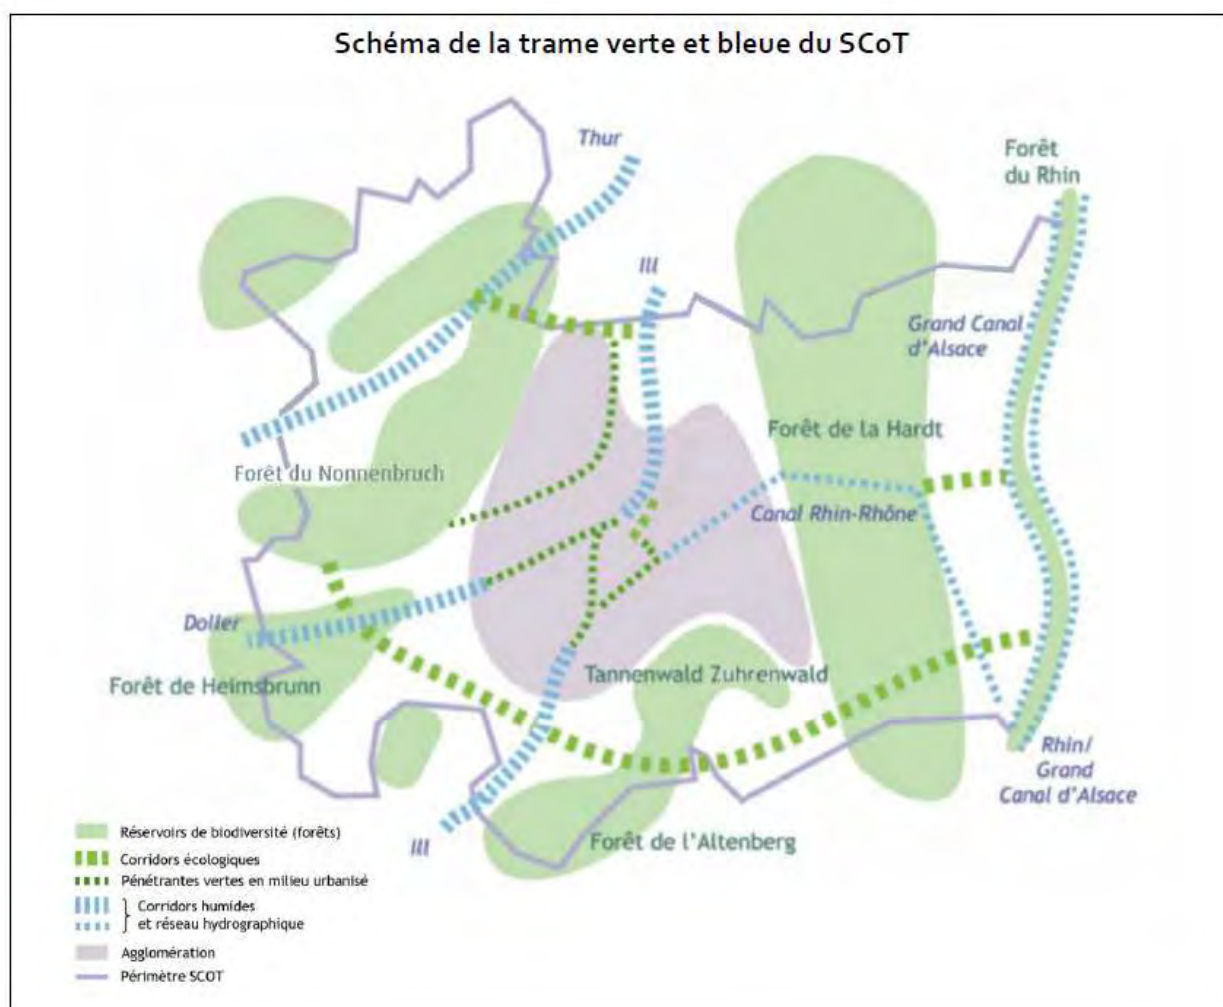 Schéma de la trame verte et bleue du SCoT
Thur
Forêt
du Rhin
Ill
Grand Canal
d'Alsace
Forêt de la Hardt
Forêt du Nonnenbruch
Canal Rhin-Rhône
Doller
Tannenwald Zuhrenwald
Forêt de Heimsbrunn
Rhin/
Grand
Canal d'Alsace
Ill
Forêt de l'Altenberg
Réservoirs de biodiversité (forêts)
Corridors écologiques
Pénétrantes vertes en milieu urbanisé
Corridors humides
et réseau hydrographique
Agglomération
Périmètre SCOT